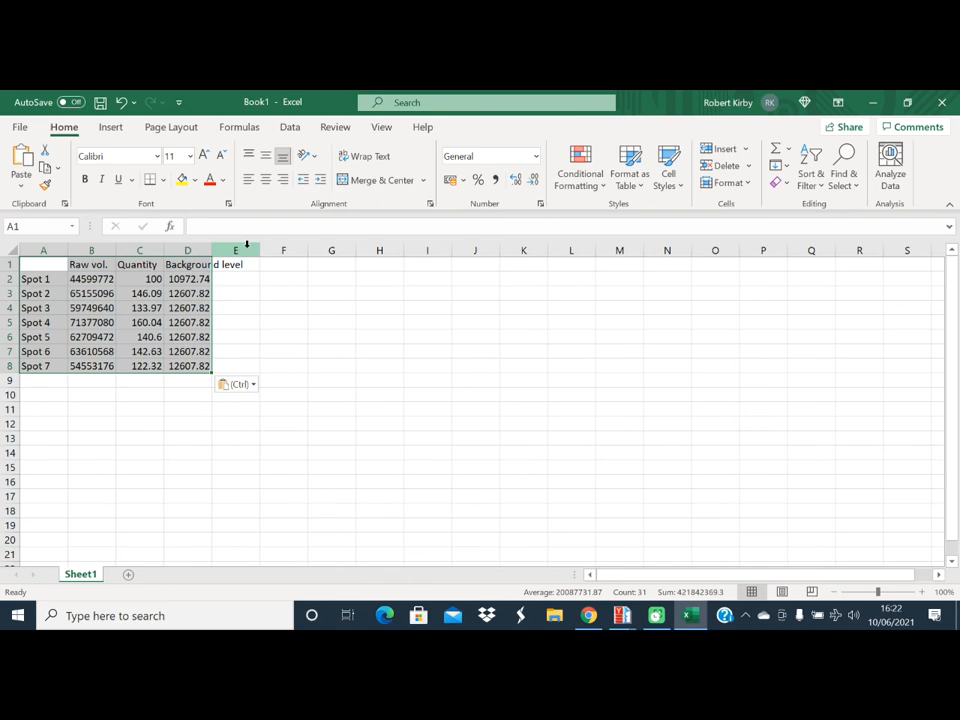 AutoSave Off Book1 - Excel Search Robert Kirby RK
File Home Insert Page Layout Formulas Data Review View Help Share Comments
Calibri 11 A A Wrap Text General Insert Σ
Paste B I U A Merge & Center % , Conditional Formatting Format as Table Cell Styles Delete Format Sort & Filter Find & Select Analyze Data
Clipboard Font Alignment Number Styles Cells Editing Analysis
A1 fx
A B C D E F G H I J K L M N O P Q R S
1 Raw vol. Quantity Background level
2 Spot 1 44599772 100 10972.74
3 Spot 2 65155096 146.09 12607.82
4 Spot 3 59749640 133.97 12607.82
5 Spot 4 71377080 160.04 12607.82
6 Spot 5 62709472 140.6 12607.82
7 Spot 6 63610568 142.63 12607.82
8 Spot 7 54553176 122.32 12607.82
9 (Ctrl)
10
11
12
13
14
15
16
17
18
19
20
21
Sheet1
Ready Average: 20087731.87 Count: 31 Sum: 421842369.3 100%
Type here to search 16:22
10/06/2021